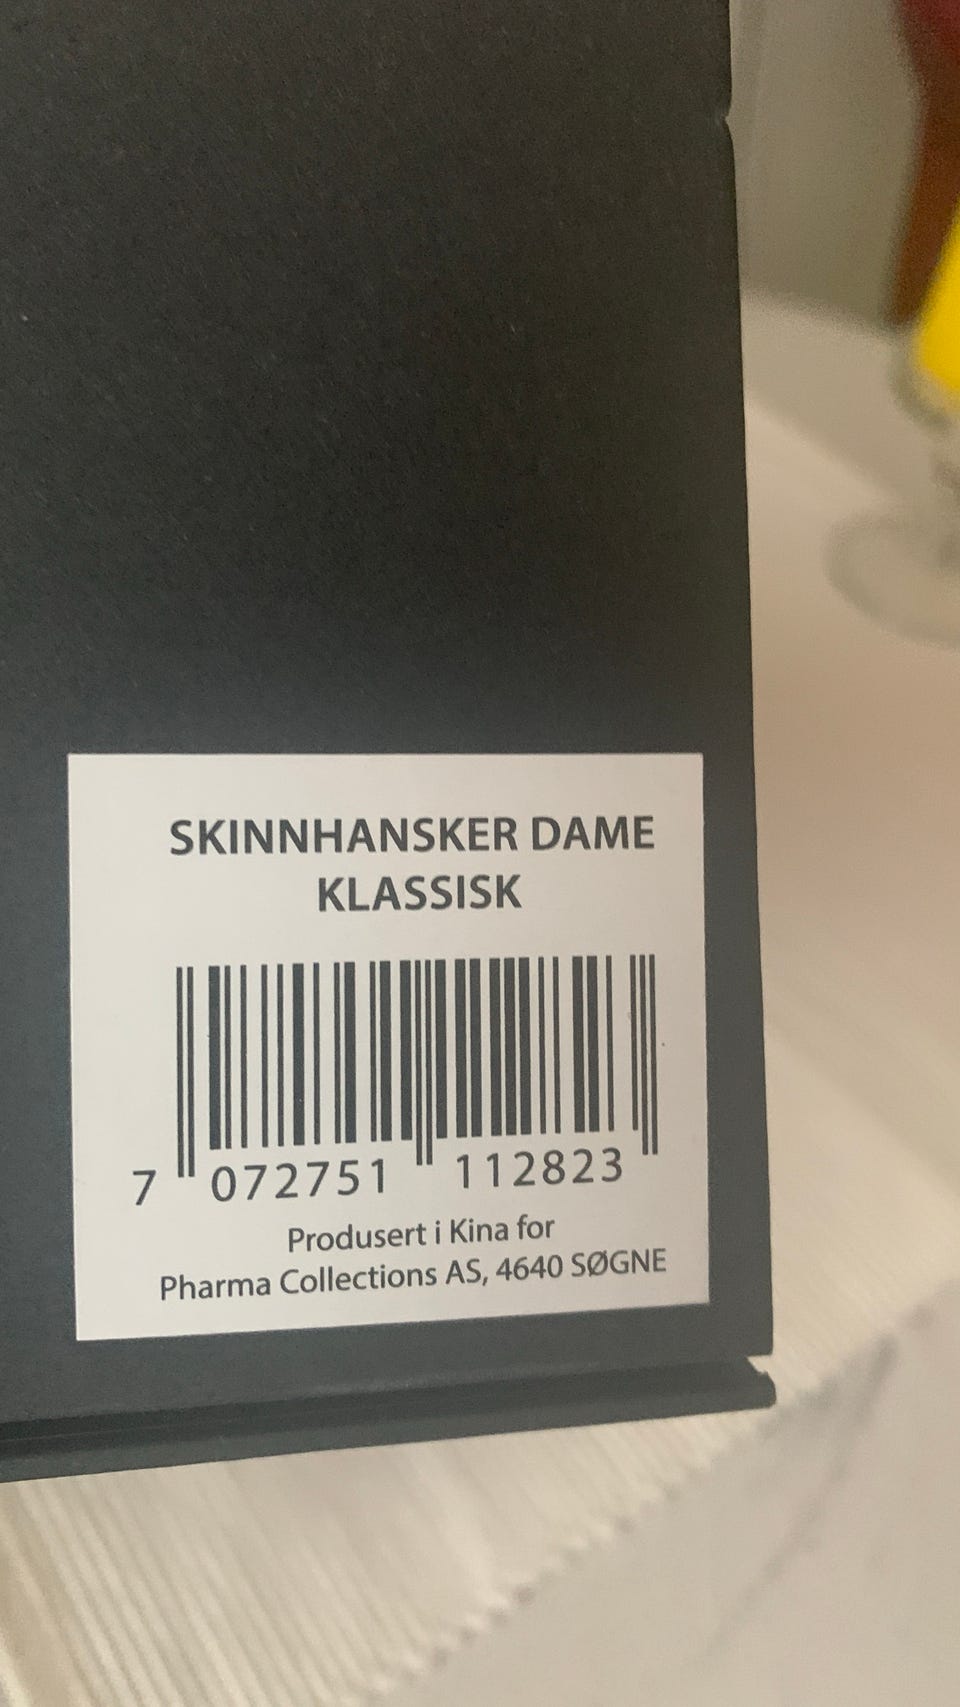 SKINNHANSKER DAME
KLASSISK
7 072751 112823
Produsert i Kina for
Pharma Collections AS, 4640 SØGNE